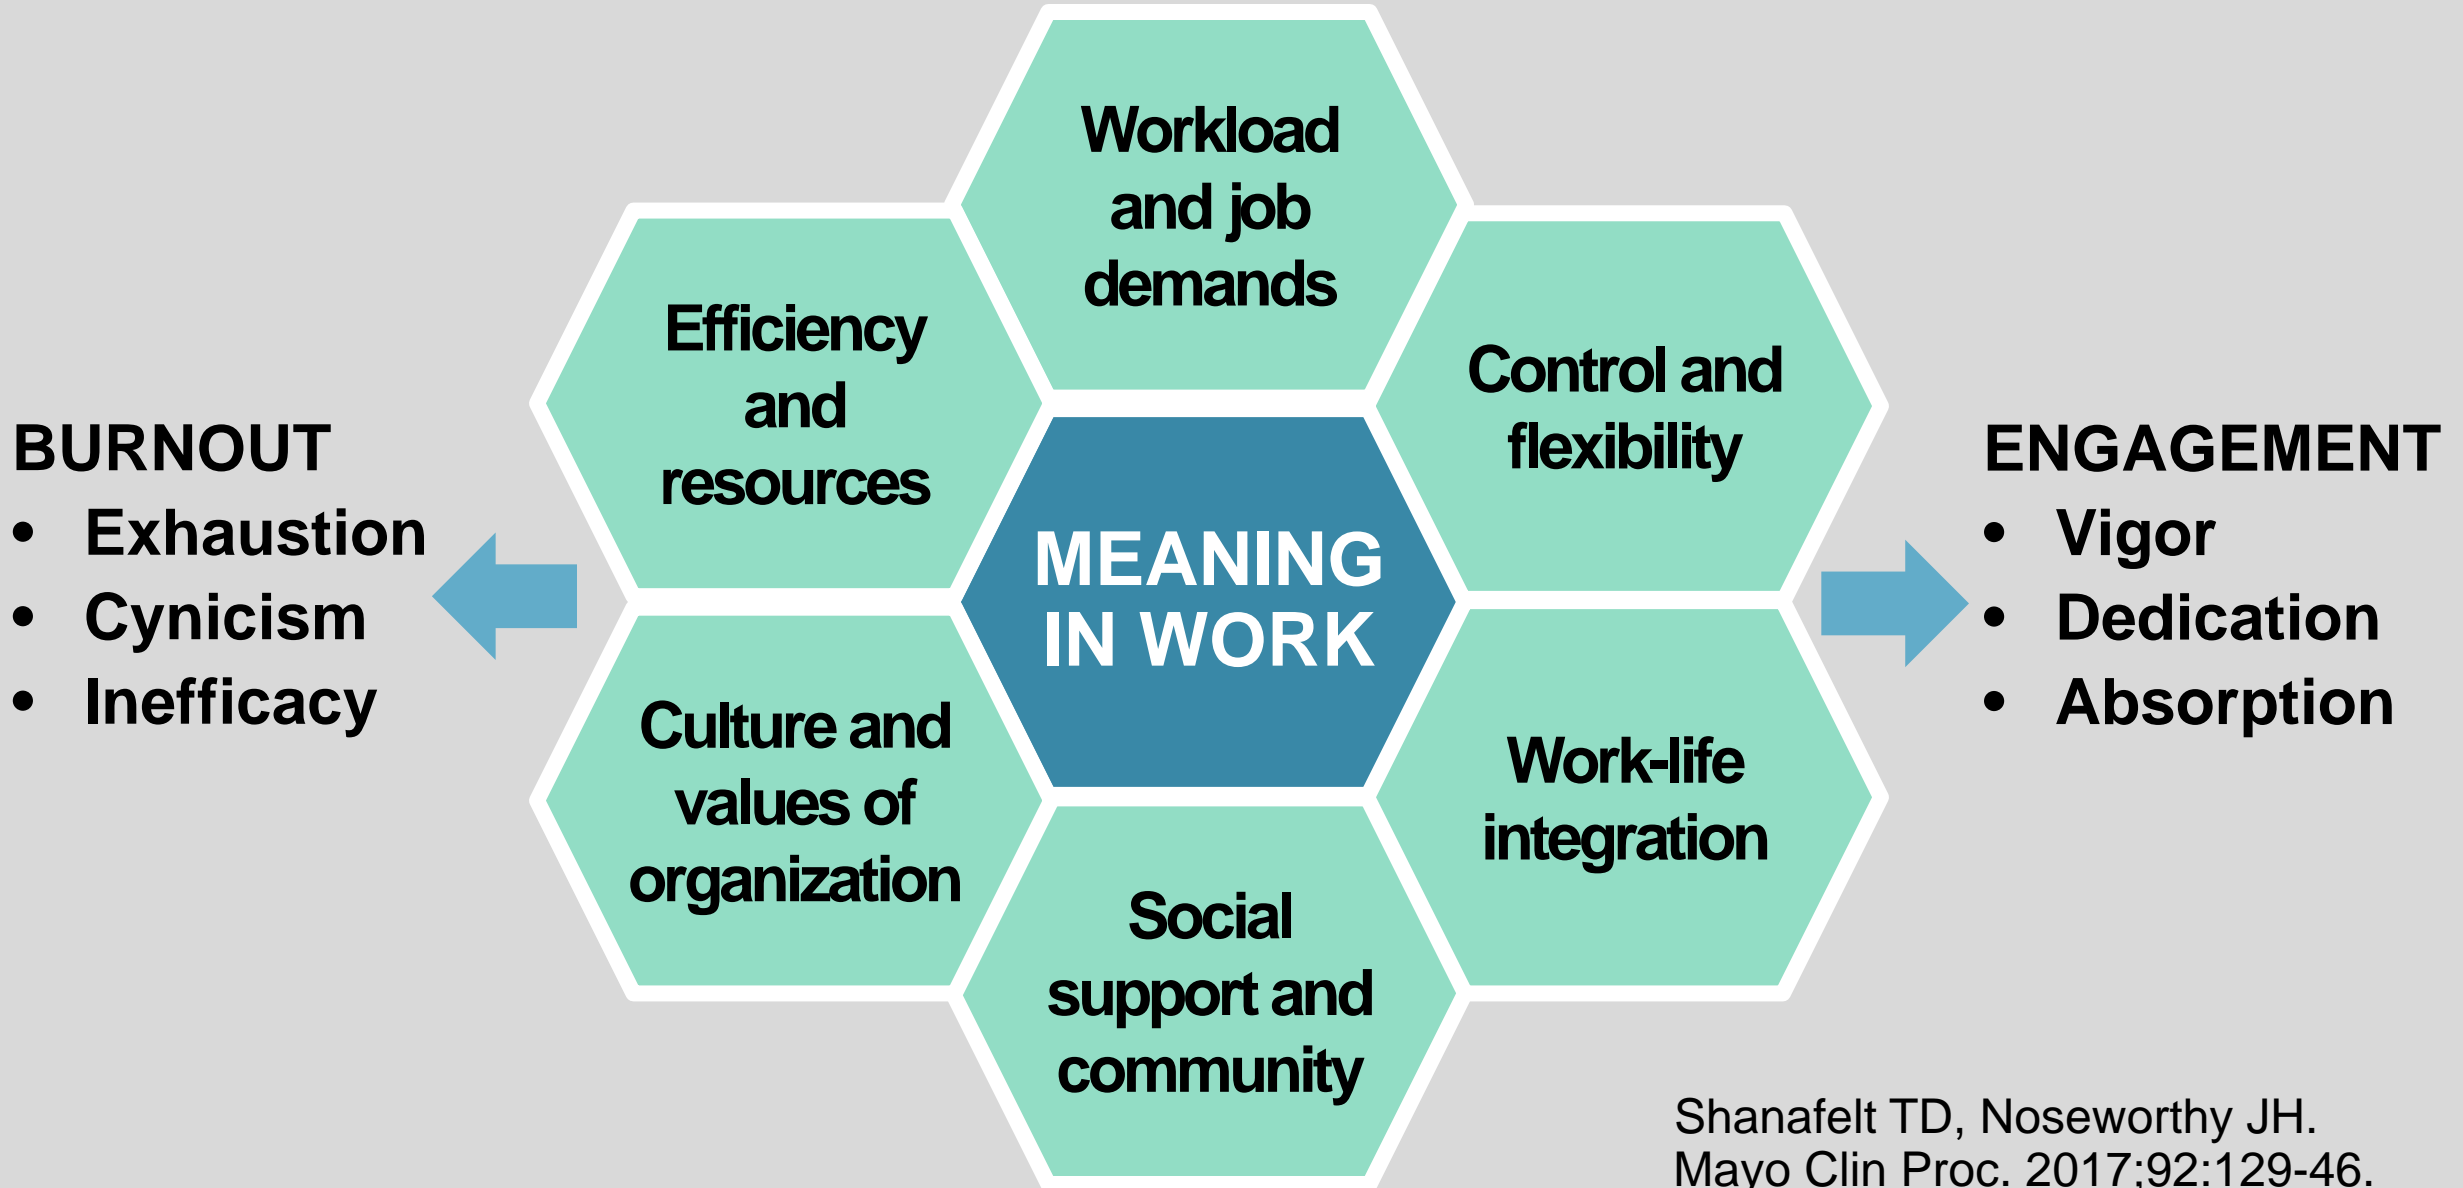 BURNOUT
• Exhaustion
• Cynicism
• Inefficacy
Workload
and job
demands
Efficiency
and
resources
Control and
flexibility
MEANING
IN WORK
Culture and
values of
organization
Work-life
integration
Social
support and
community
ENGAGEMENT
• Vigor
• Dedication
• Absorption
Shanafelt TD, Noseworthy JH.
Mayo Clin Proc. 2017;92:129-46.